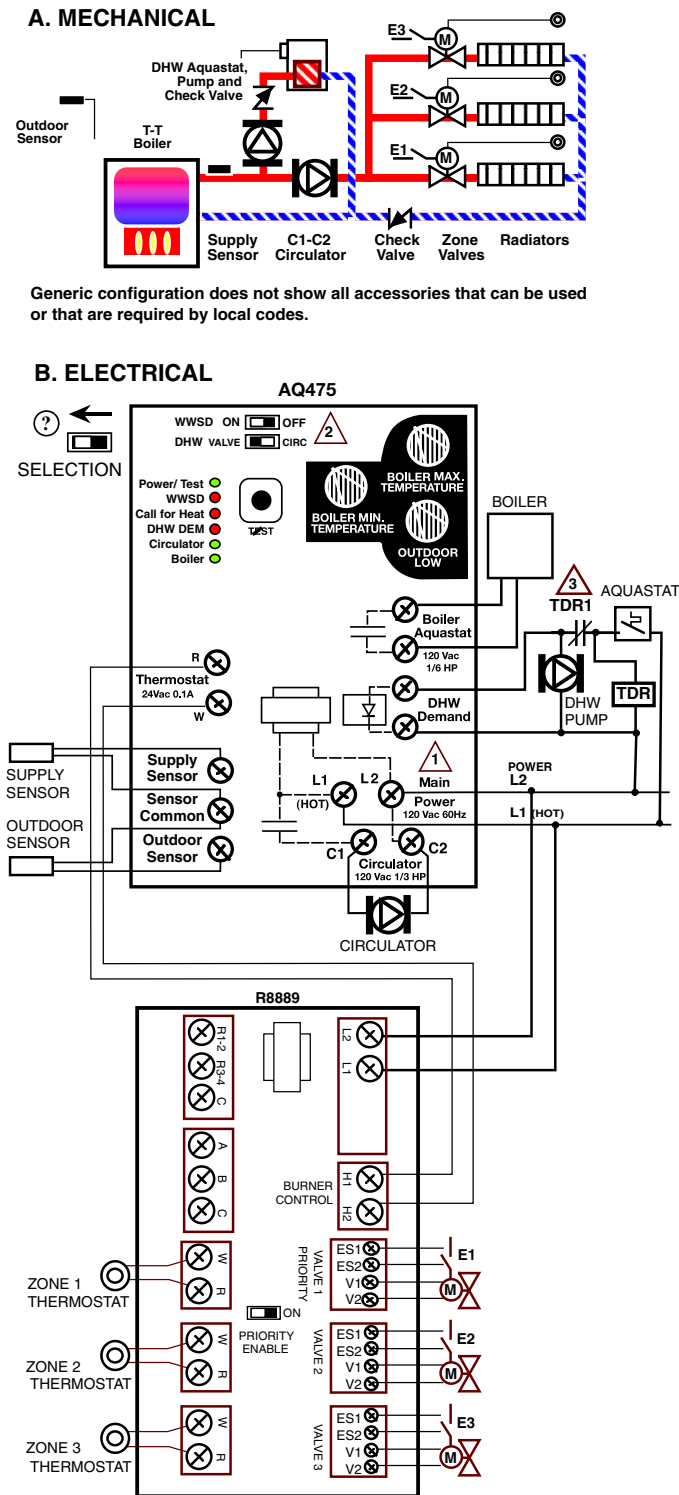 A. MECHANICAL
E3
M
DHW Aquastat,
Pump and
Check Valve
E2
M
Outdoor
Sensor
T-T
Boiler
E1
M
Supply
Sensor
C1-C2
Circulator
Check
Valve
Zone
Valves
Radiators
Generic configuration does not show all accessories that can be used
or that are required by local codes.
B. ELECTRICAL
AQ475
?
SELECTION
WWSD ON OFF
DHW VALVE CIRC
2
Power/ Test
WWSD
Call for Heat
DHW DEM
Circulator
Boiler
TEST
BOILER MAX.
TEMPERATURE
BOILER MIN.
TEMPERATURE
OUTDOOR
LOW
BOILER
3
TDR1
AQUASTAT
Boiler
Aquastat
120 Vac
1/6 HP
R
Thermostat
24Vac 0.1A
W
DHW
Demand
DHW
PUMP
TDR
Supply
Sensor
Sensor
Common
Outdoor
Sensor
SUPPLY
SENSOR
OUTDOOR
SENSOR
1
L1
(HOT)
L2
Main
Power
120 Vac 60Hz
POWER
L2
L1 (HOT)
C1
C2
Circulator
120 Vac 1/3 HP
CIRCULATOR
R8889
R1-2
R3-4
C
L2
L1
A
B
C
BURNER
CONTROL
H1
H2
ZONE 1
THERMOSTAT
W
R
VALVE 1
PRIORITY
ES1
ES2
V1
V2
E1
M
ON
PRIORITY
ENABLE
ZONE 2
THERMOSTAT
W
R
VALVE 2
ES1
ES2
V1
V2
E2
M
ZONE 3
THERMOSTAT
W
R
VALVE 3
ES1
ES2
V1
V2
E3
M